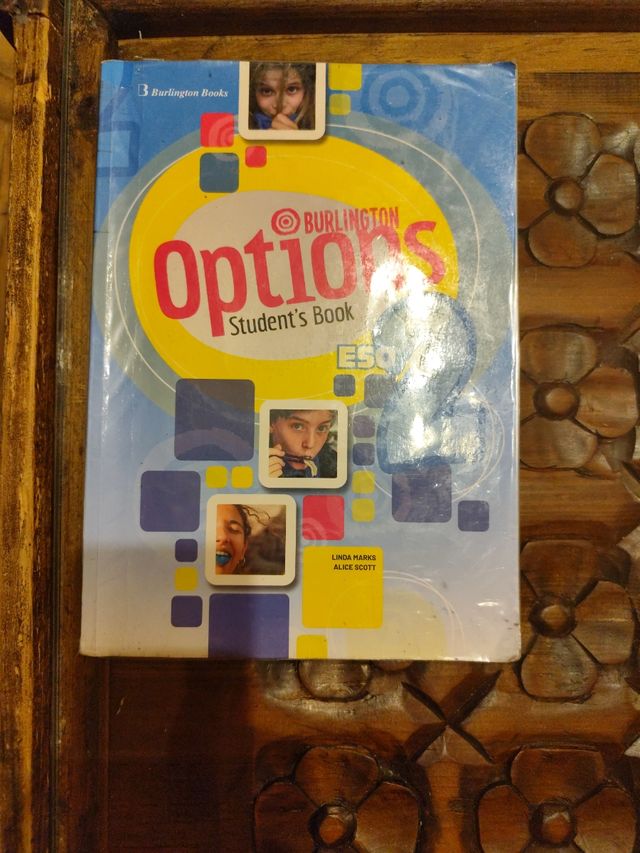 B Burlington Books
BURLINGTON
Options
Student's Book
ESO
2
LINDA MARKS
ALICE SCOTT